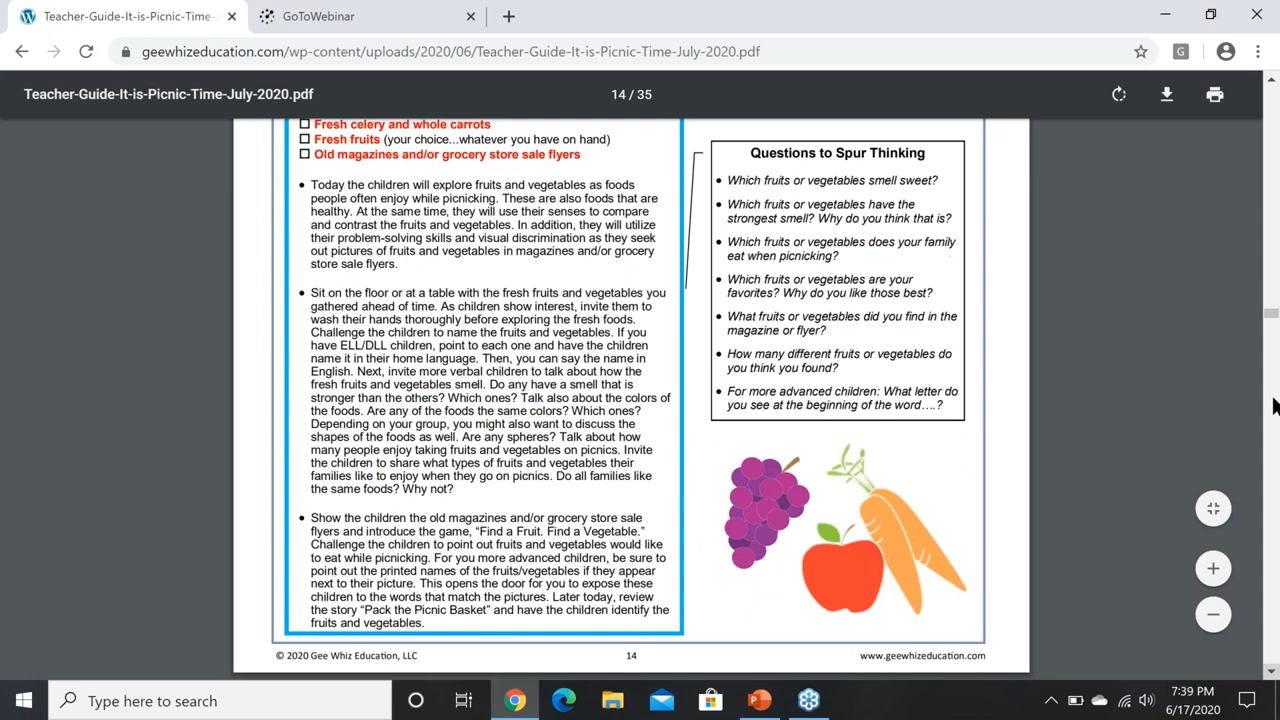 Teacher-Guide-It-is-Picnic-Time-
GoToWebinar
geewhizeducation.com/wp-content/uploads/2020/06/Teacher-Guide-It-is-Picnic-Time-July-2020.pdf
G
Teacher-Guide-It-is-Picnic-Time-July-2020.pdf
14 / 35
Fresh celery and whole carrots
Fresh fruits (your choice...whatever you have on hand)
Old magazines and/or grocery store sale flyers
• Today the children will explore fruits and vegetables as foods
people often enjoy while picnicking. These are also foods that are
healthy. At the same time, they will use their senses to compare
and contrast the fruits and vegetables. In addition, they will utilize
their problem-solving skills and visual discrimination as they seek
out pictures of fruits and vegetables in magazines and/or grocery
store sale flyers.
• Sit on the floor or at a table with the fresh fruits and vegetables you
gathered ahead of time. As children show interest, invite them to
wash their hands thoroughly before exploring the fresh foods.
Challenge the children to name the fruits and vegetables. If you
have ELL/DLL children, point to each one and have the children
name it in their home language. Then, you can say the name in
English. Next, invite more verbal children to talk about how the
fresh fruits and vegetables smell. Do any have a smell that is
stronger than the others? Which ones? Talk also about the colors of
the foods. Are any of the foods the same colors? Which ones?
Depending on your group, you might also want to discuss the
shapes of the foods as well. Are any spheres? Talk about how
many people enjoy taking fruits and vegetables on picnics. Invite
the children to share what types of fruits and vegetables their
families like to enjoy when they go on picnics. Do all families like
the same foods? Why not?
• Show the children the old magazines and/or grocery store sale
flyers and introduce the game, “Find a Fruit. Find a Vegetable.”
Challenge the children to point out fruits and vegetables would like
to eat while picnicking. For you more advanced children, be sure to
point out the printed names of the fruits/vegetables if they appear
next to their picture. This opens the door for you to expose these
children to the words that match the pictures. Later today, review
the story “Pack the Picnic Basket” and have the children identify the
fruits and vegetables.
Questions to Spur Thinking
• Which fruits or vegetables smell sweet?
• Which fruits or vegetables have the
strongest smell? Why do you think that is?
• Which fruits or vegetables does your family
eat when picnicking?
• Which fruits or vegetables are your
favorites? Why do you like those best?
• What fruits or vegetables did you find in the
magazine or flyer?
• How many different fruits or vegetables do
you think you found?
• For more advanced children: What letter do
you see at the beginning of the word….?
© 2020 Gee Whiz Education, LLC
14
www.geewhizeducation.com
Type here to search
7:39 PM
6/17/2020